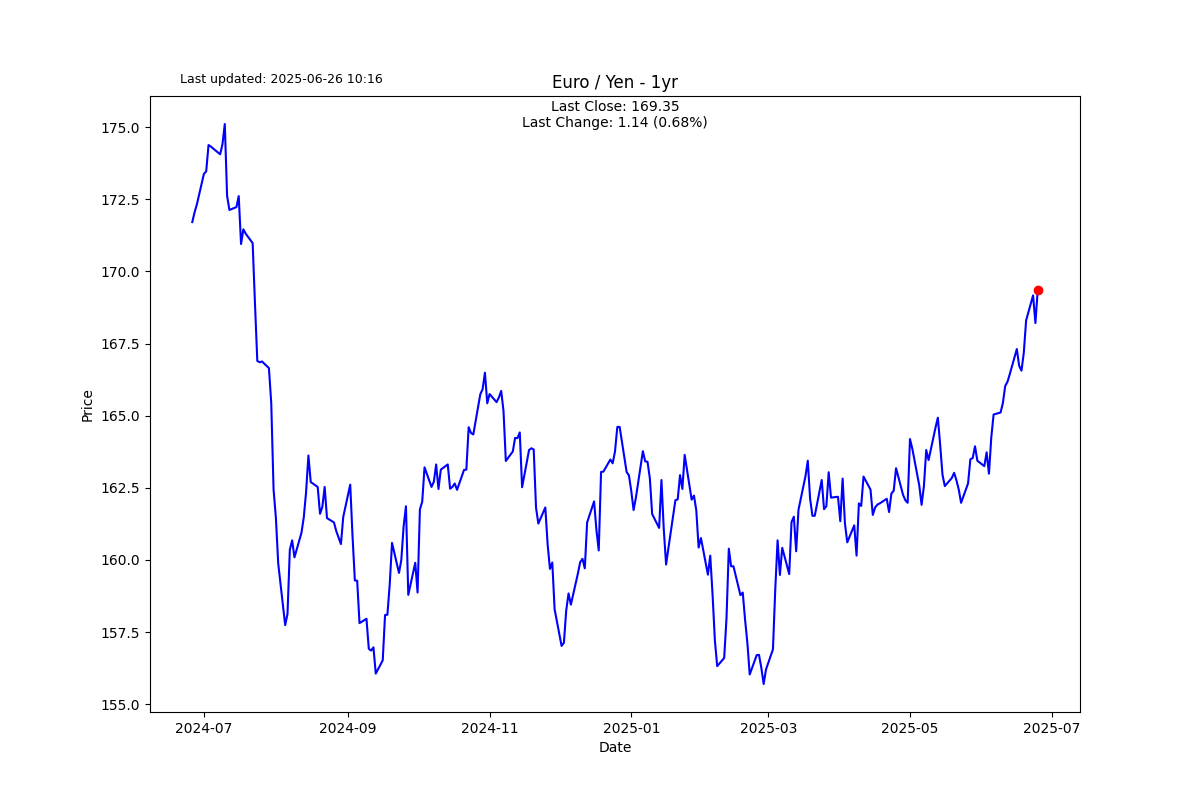 Last updated: 2025-06-26 10:16
Euro / Yen - 1yr
Last Close: 169.35
Last Change: 1.14 (0.68%)
175.0
172.5
170.0
167.5
165.0
162.5
160.0
157.5
155.0
Price
2024-07 2024-09 2024-11 2025-01 2025-03 2025-05 2025-07
Date